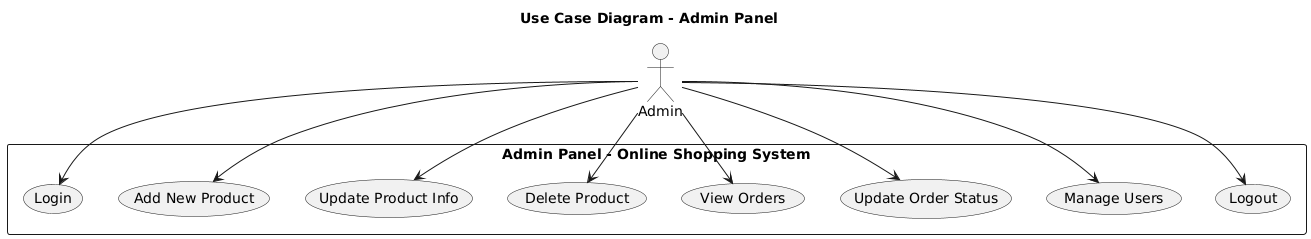 Use Case Diagram - Admin Panel
Admin
Admin Panel - Online Shopping System
Login
Add New Product
Update Product Info
Delete Product
View Orders
Update Order Status
Manage Users
Logout